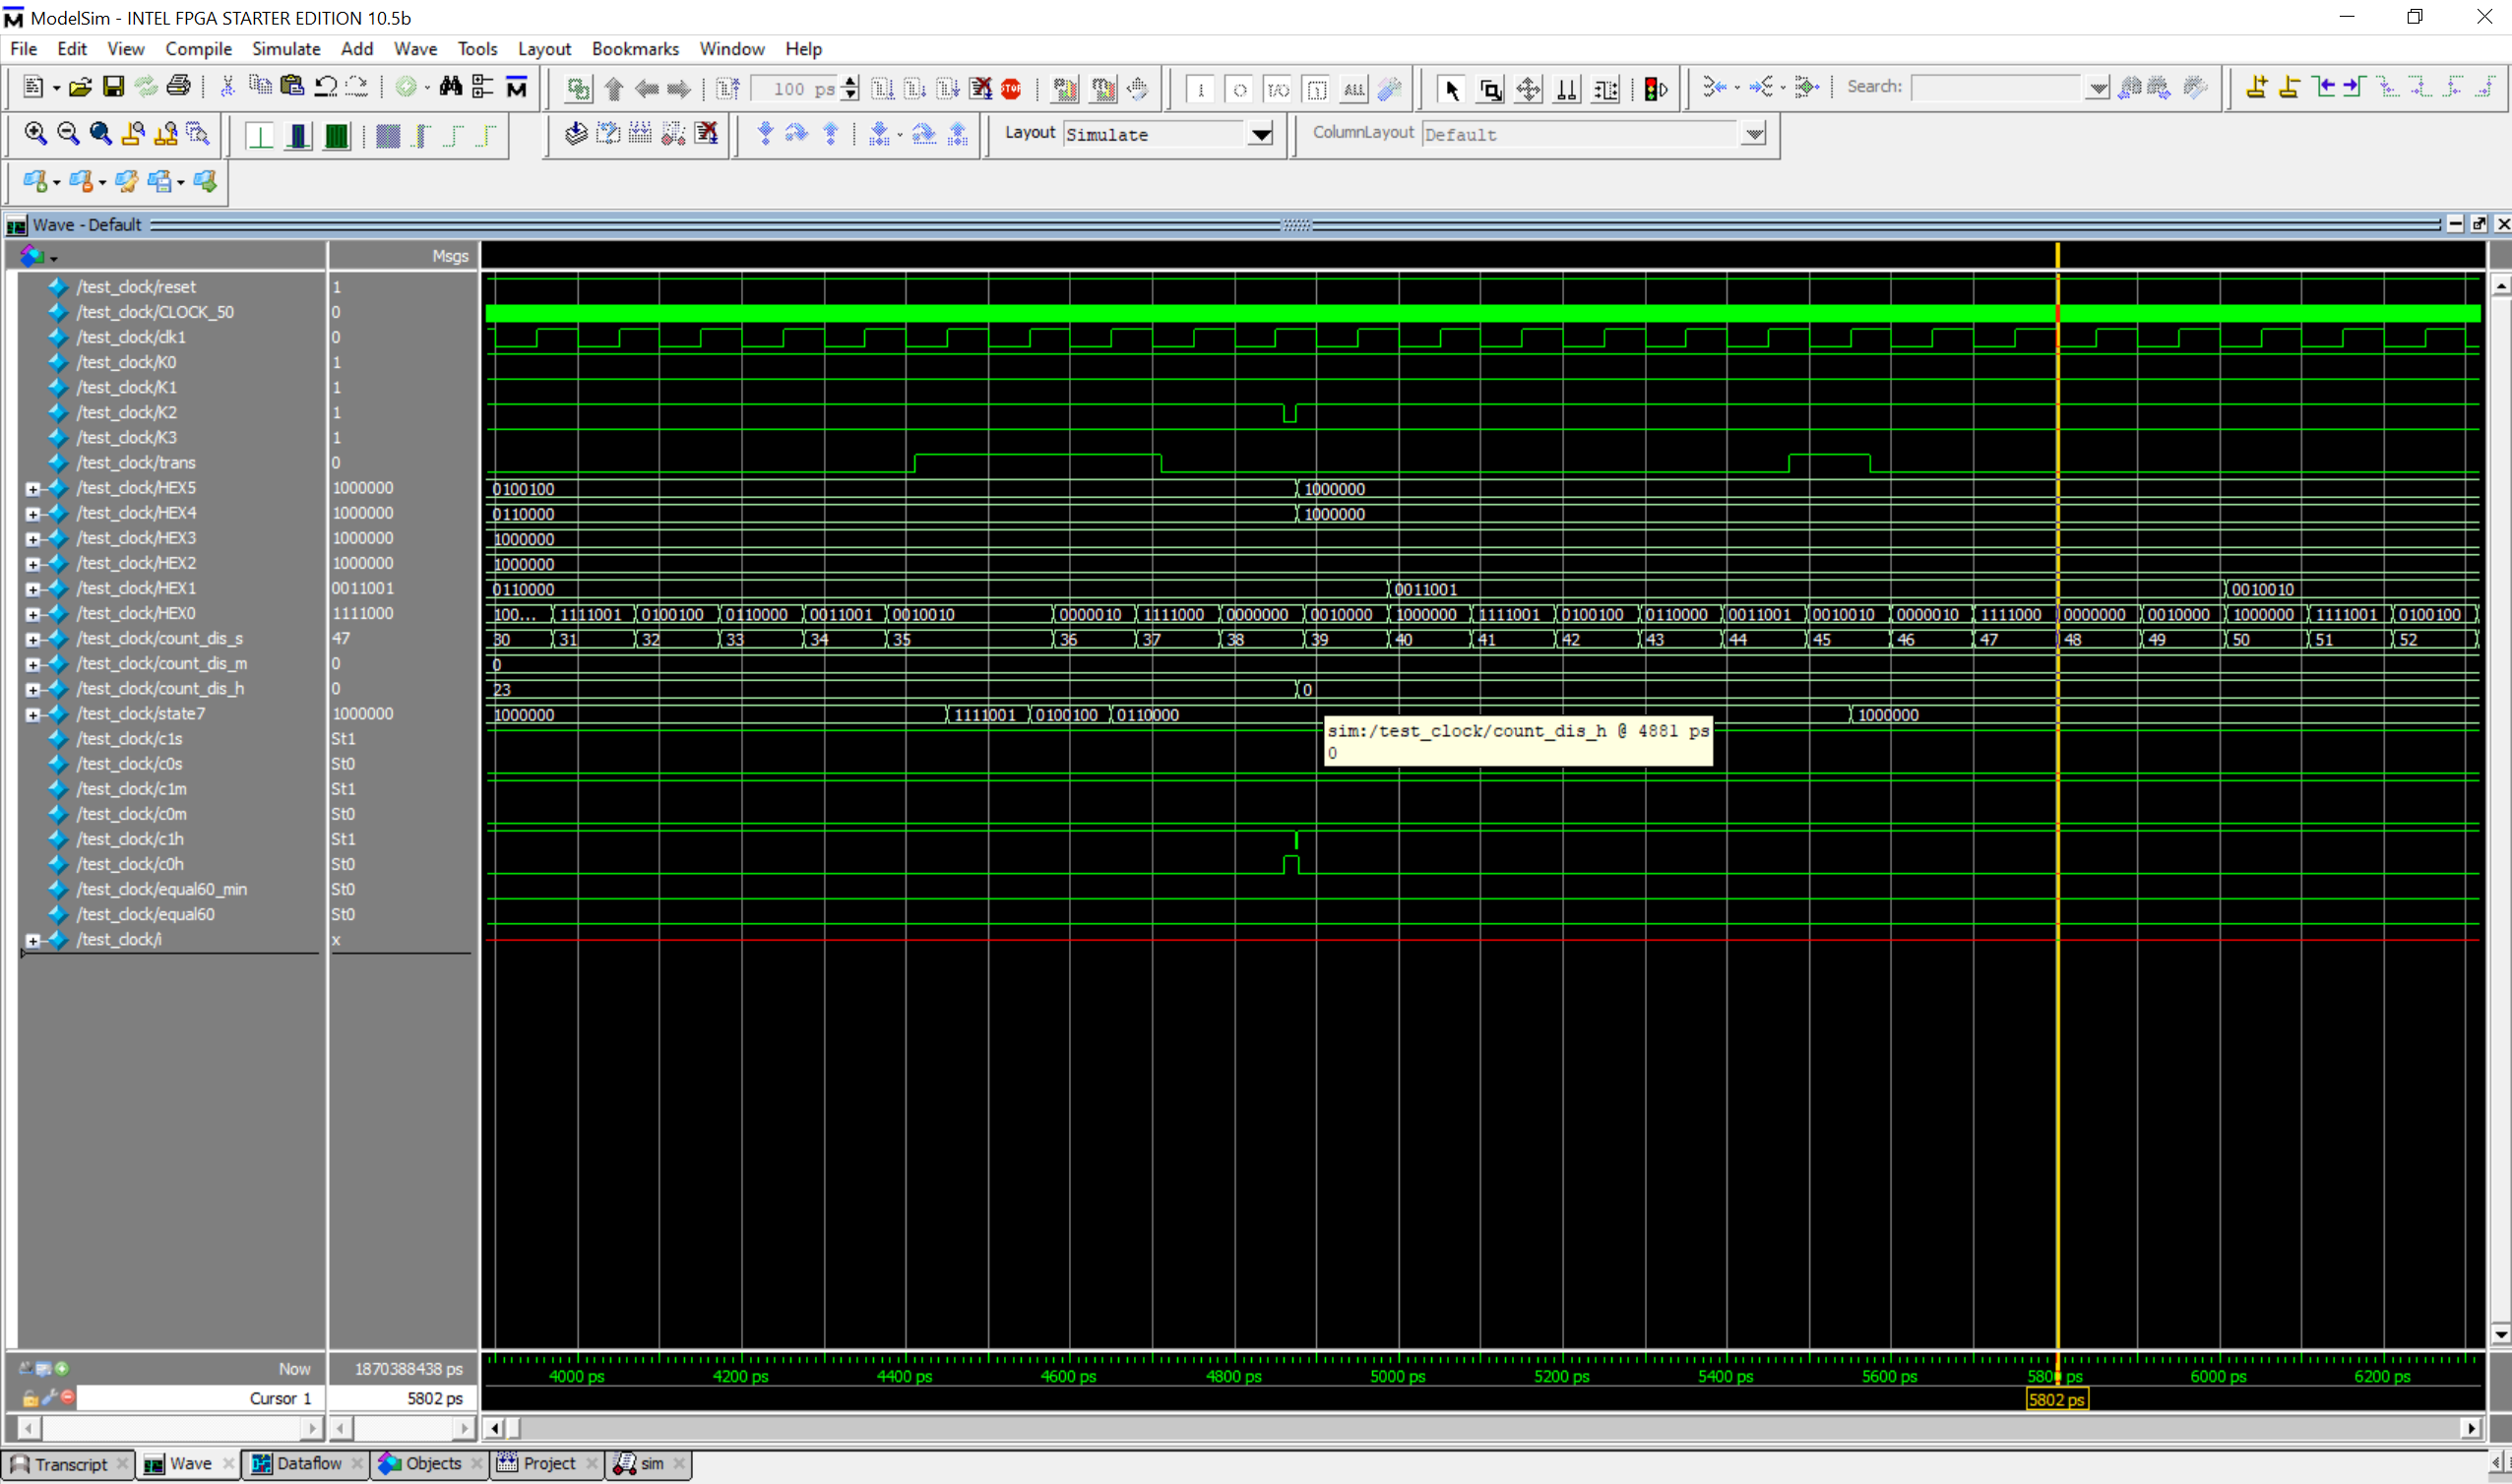 ModelSim - INTEL FPGA STARTER EDITION 10.5b
File Edit View Compile Simulate Add Wave Tools Layout Bookmarks Window Help
100 ps STOP I/O ALL Search:
Layout Simulate ColumnLayout Default
Wave - Default
Msgs
/test_clock/reset 1
/test_clock/CLOCK_50 0
/test_clock/clk1 0
/test_clock/K0 1
/test_clock/K1 1
/test_clock/K2 1
/test_clock/K3 1
/test_clock/trans 0
/test_clock/HEX5 1000000 0100100 1000000
/test_clock/HEX4 1000000 0110000 1000000
/test_clock/HEX3 1000000 1000000
/test_clock/HEX2 1000000 1000000
/test_clock/HEX1 0011001 0110000 0011001 0010010
/test_clock/HEX0 1111000 100... 1111001 0100100 0110000 0011001 0010010 0000010 1111000 0000000 0010000 1000000 1111001 0100100 0110000 0011001 0010010 0000010 1111000 0000000 0010000 1000000 1111001 0100100
/test_clock/count_dis_s 47 30 31 32 33 34 35 36 37 38 39 40 41 42 43 44 45 46 47 48 49 50 51 52
/test_clock/count_dis_m 0 0
/test_clock/count_dis_h 0 23 0
/test_clock/state7 1000000 1000000 1111001 0100100 0110000 1000000
sim:/test_clock/count_dis_h @ 4881 ps
0
/test_clock/c1s St1
/test_clock/c0s St0
/test_clock/c1m St1
/test_clock/c0m St0
/test_clock/c1h St1
/test_clock/c0h St0
/test_clock/equal60_min St0
/test_clock/equal60 St0
/test_clock/i x
Now 1870388438 ps 4000 ps 4200 ps 4400 ps 4600 ps 4800 ps 5000 ps 5200 ps 5400 ps 5600 ps 5800 ps 6000 ps 6200 ps
Cursor 1 5802 ps 5802 ps
Transcript Wave Dataflow Objects Project sim